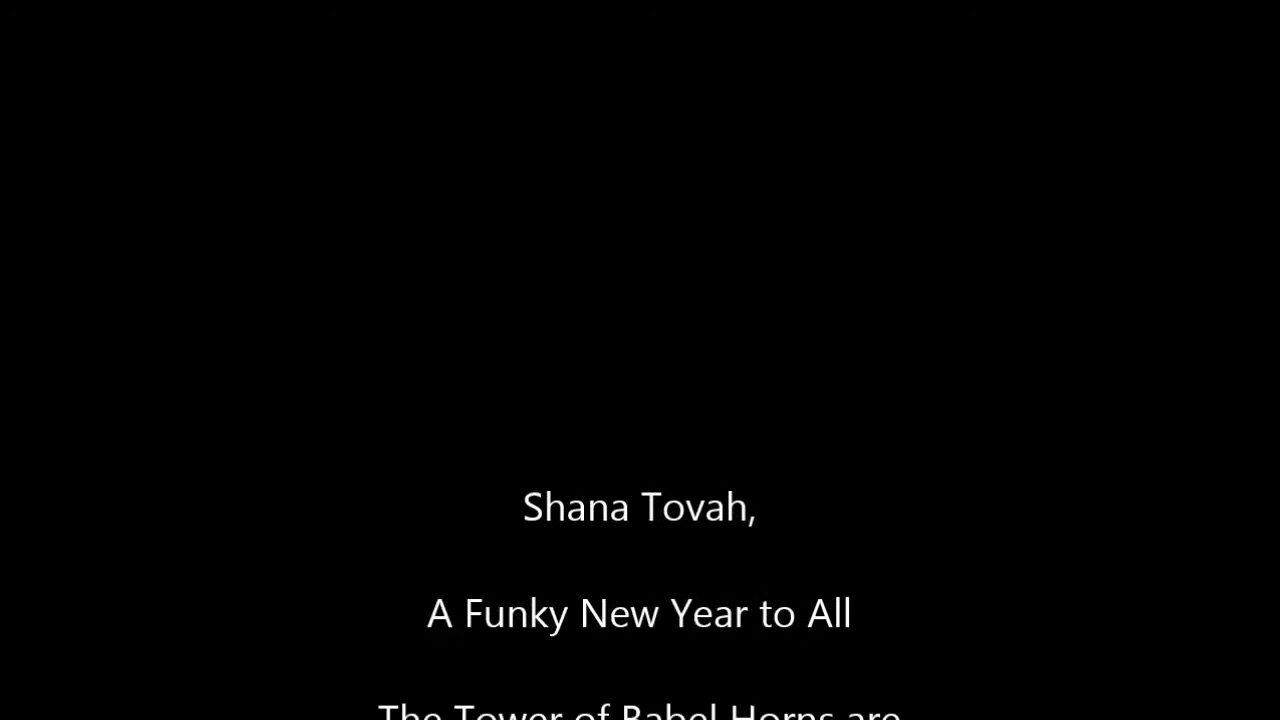 Shana Tovah,
A Funky New Year to All
The Tower of Babel Horns are